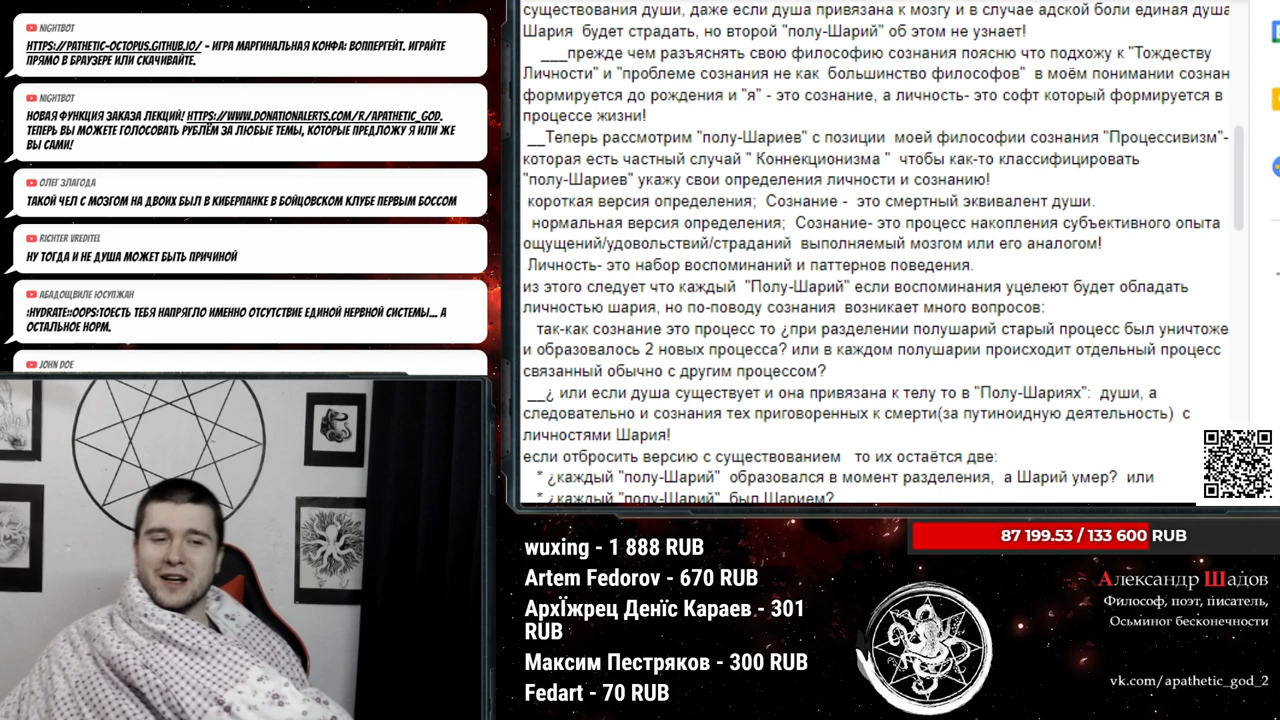 NIGHTBOT
HTTPS://PATHETIC-OCTOPUS.GITHUB.IO/ - ИГРА МАРГИНАЛЬНАЯ КОНФА: ВОППЕРГЕЙТ. ИГРАЙТЕ
ПРЯМО В БРАУЗЕРЕ ИЛИ СКАЧИВАЙТЕ.
NIGHTBOT
НОВАЯ ФУНКЦИЯ ЗАКАЗА ЛЕКЦИЙ! HTTPS://WWW.DONATIONALERTS.COM/R/APATHETIC_GOD.
ТЕПЕРЬ ВЫ МОЖЕТЕ ГОЛОСОВАТЬ РУБЛЁМ ЗА ЛЮБЫЕ ТЕМЫ, КОТОРЫЕ ПРЕДЛОЖУ Я ИЛИ ЖЕ
ВЫ САМИ!
ОЛЕГ ЗЛАГОДА
ТАКОЙ ЧЕЛ С МОЗГОМ НА ДВОИХ БЫЛ В КИБЕРПАНКЕ В БОЙЦОВСКОМ КЛУБЕ ПЕРВЫМ БОССОМ
RICHTER VREDITEL
НУ ТОГДА И НЕ ДУША МОЖЕТ БЫТЬ ПРИЧИНОЙ
АБАДОЩВИЛЕ ЮСУПЖАН
:HYDRATE::OOPS:ТОЕСТЬ ТЕБЯ НАПРЯГЛО ИМЕННО ОТСУТСТВИЕ ЕДИНОЙ НЕРВНОЙ СИСТЕМЫ... А
ОСТАЛЬНОЕ НОРМ.
JOHN DOE
существования души, даже если душа привязана к мозгу и в случае адской боли единая душа
Шария будет страдать, но второй "полу-Шарий" об этом не узнает!
___прежде чем разъяснять свою философию сознания поясню что подхожу к "Тождеству
Личности" и "проблеме сознания не как большинство философов" в моём понимании сознан
формируется до рождения и "я" - это сознание, а личность- это софт который формируется в
процессе жизни!
__Теперь рассмотрим "полу-Шариев" с позиции моей философии сознания "Процессивизм"-
которая есть частный случай " Коннекционизма " чтобы как-то классифицировать
"полу-Шариев" укажу свои определения личности и сознанию!
короткая версия определения; Сознание - это смертный эквивалент души.
нормальная версия определения; Сознание- это процесс накопления субъективного опыта
ощущений/удовольствий/страданий выполняемый мозгом или его аналогом!
Личность- это набор воспоминаний и паттернов поведения.
из этого следует что каждый "Полу-Шарий" если воспоминания уцелеют будет обладать
личностью шария, но по-поводу сознания возникает много вопросов:
так-как сознание это процесс то ¿при разделении полушарий старый процесс был уничтоже
и образовалось 2 новых процесса? или в каждом полушарии происходит отдельный процесс
связанный обычно с другим процессом?
__¿ или если душа существует и она привязана к телу то в "Полу-Шариях": души, а
следовательно и сознания тех приговоренных к смерти(за путиноидную деятельность) с
личностями Шария!
если отбросить версию с существованием то их остаётся две:
* ¿каждый "полу-Шарий" образовался в момент разделения, а Шарий умер? или
* ¿каждый "полу-Шарий" был Шарием?
87 199.53 / 133 600 RUB
wuxing - 1 888 RUB
Artem Fedorov - 670 RUB
АрхЇжрец Денїс Караев - 301
RUB
Максим Пестряков - 300 RUB
Fedart - 70 RUB
Александр Шадов
Философ, поэт, писатель,
Осьминог бесконечности
vk.com/apathetic_god_2